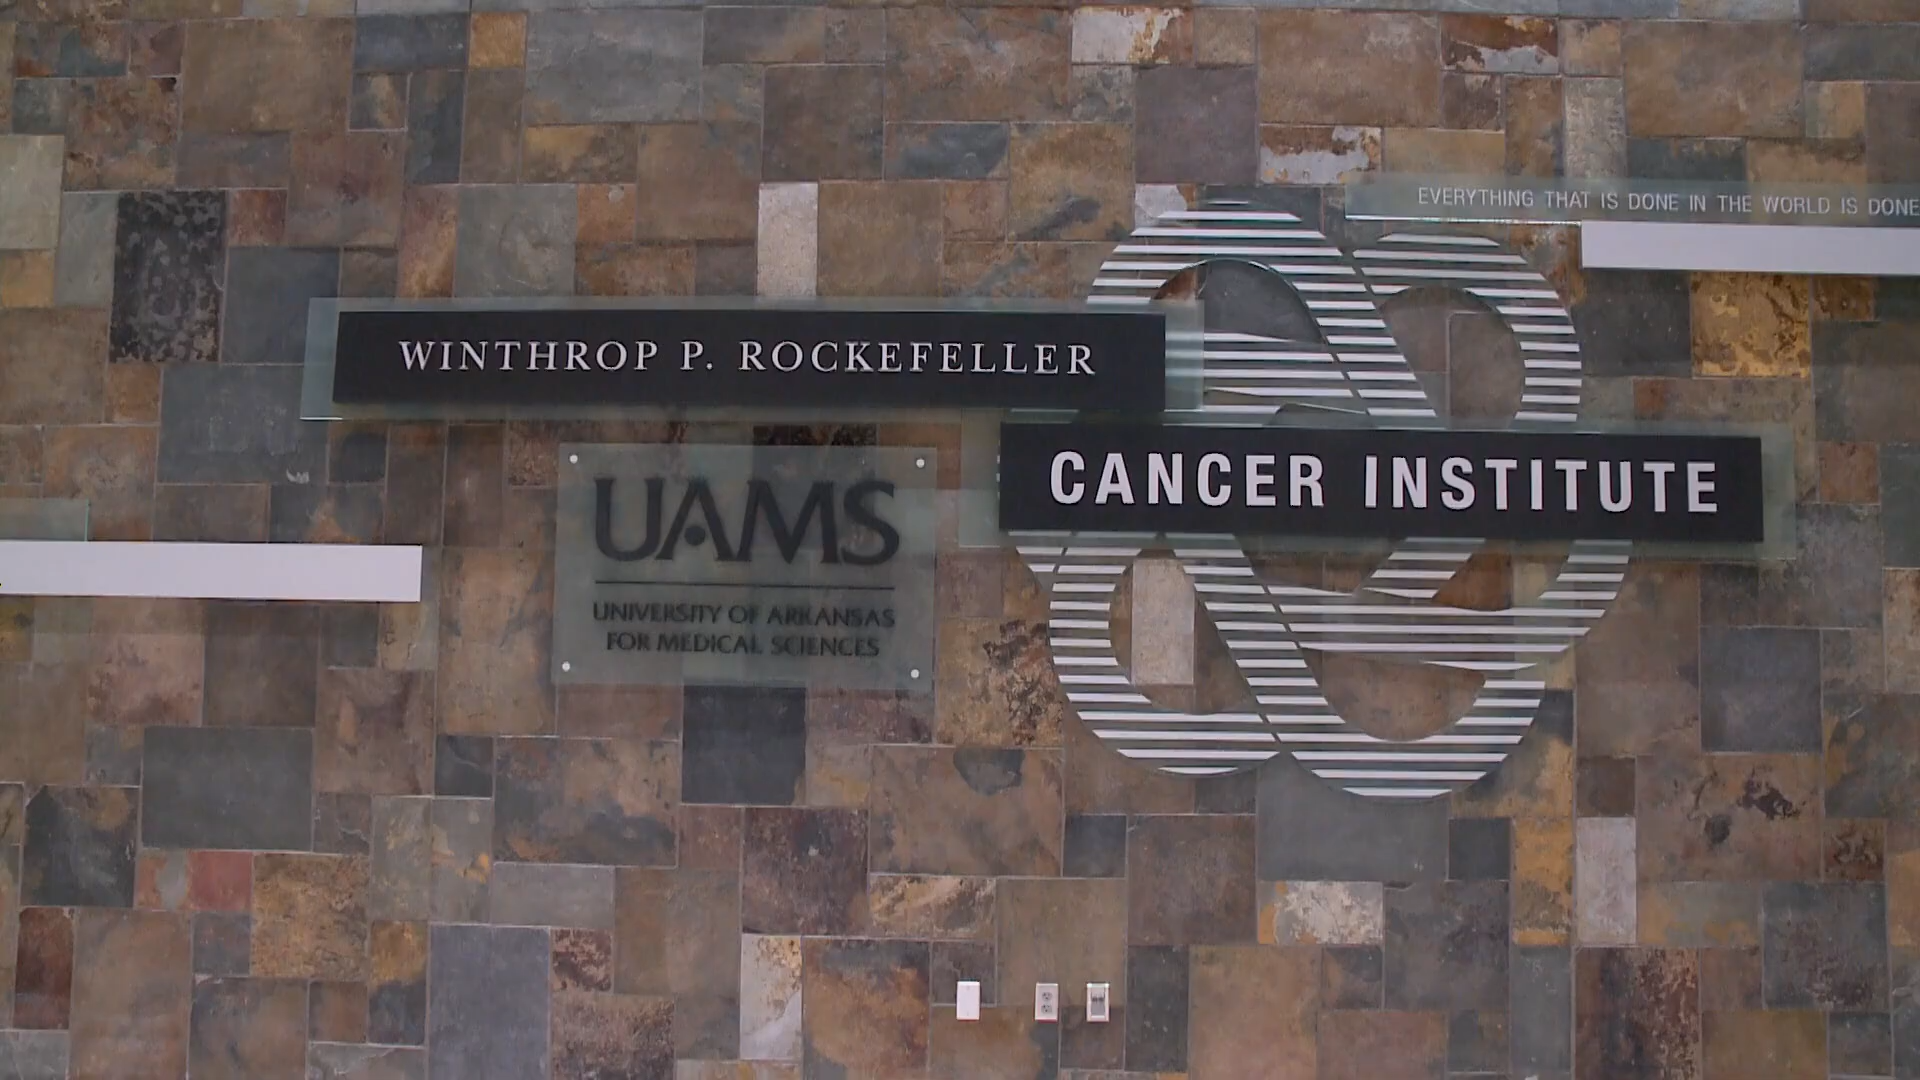 EVERYTHING THAT IS DONE IN THE WORLD IS DONE
WINTHROP P. ROCKEFELLER
CANCER INSTITUTE
UAMS
UNIVERSITY OF ARKANSAS
FOR MEDICAL SCIENCES